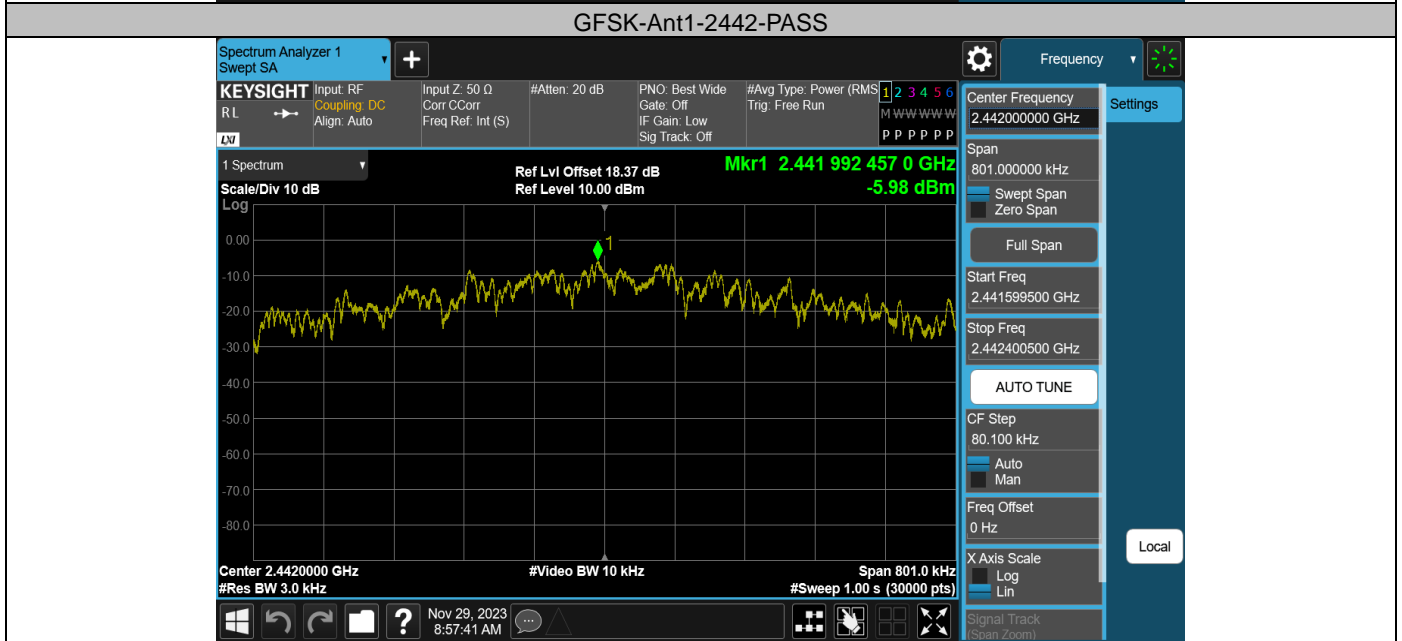 GFSK-Ant1-2442-PASS
Spectrum Analyzer 1
Swept SA
Frequency
KEYSIGHT
RL
LXI
Input: RF
Coupling: DC
Align: Auto
Input Z: 50 Ω
Corr CCorr
Freq Ref: Int (S)
#Atten: 20 dB
PNO: Best Wide
Gate: Off
IF Gain: Low
Sig Track: Off
#Avg Type: Power (RMS
Trig: Free Run
1 2 3 4 5 6
M W W W W W
P P P P P P
1 Spectrum
Scale/Div 10 dB
Log
Ref Lvl Offset 18.37 dB
Ref Level 10.00 dBm
Mkr1 2.441 992 457 0 GHz
-5.98 dBm
1
0.00
-10.0
-20.0
-30.0
-40.0
-50.0
-60.0
-70.0
-80.0
Center 2.4420000 GHz
#Res BW 3.0 kHz
#Video BW 10 kHz
Span 801.0 kHz
#Sweep 1.00 s (30000 pts)
Center Frequency
2.442000000 GHz
Settings
Span
801.000000 kHz
Swept Span
Zero Span
Full Span
Start Freq
2.441599500 GHz
Stop Freq
2.442400500 GHz
AUTO TUNE
CF Step
80.100 kHz
Auto
Man
Freq Offset
0 Hz
X Axis Scale
Log
Lin
Local
Signal Track
(Span Zoom)
?
Nov 29, 2023
8:57:41 AM